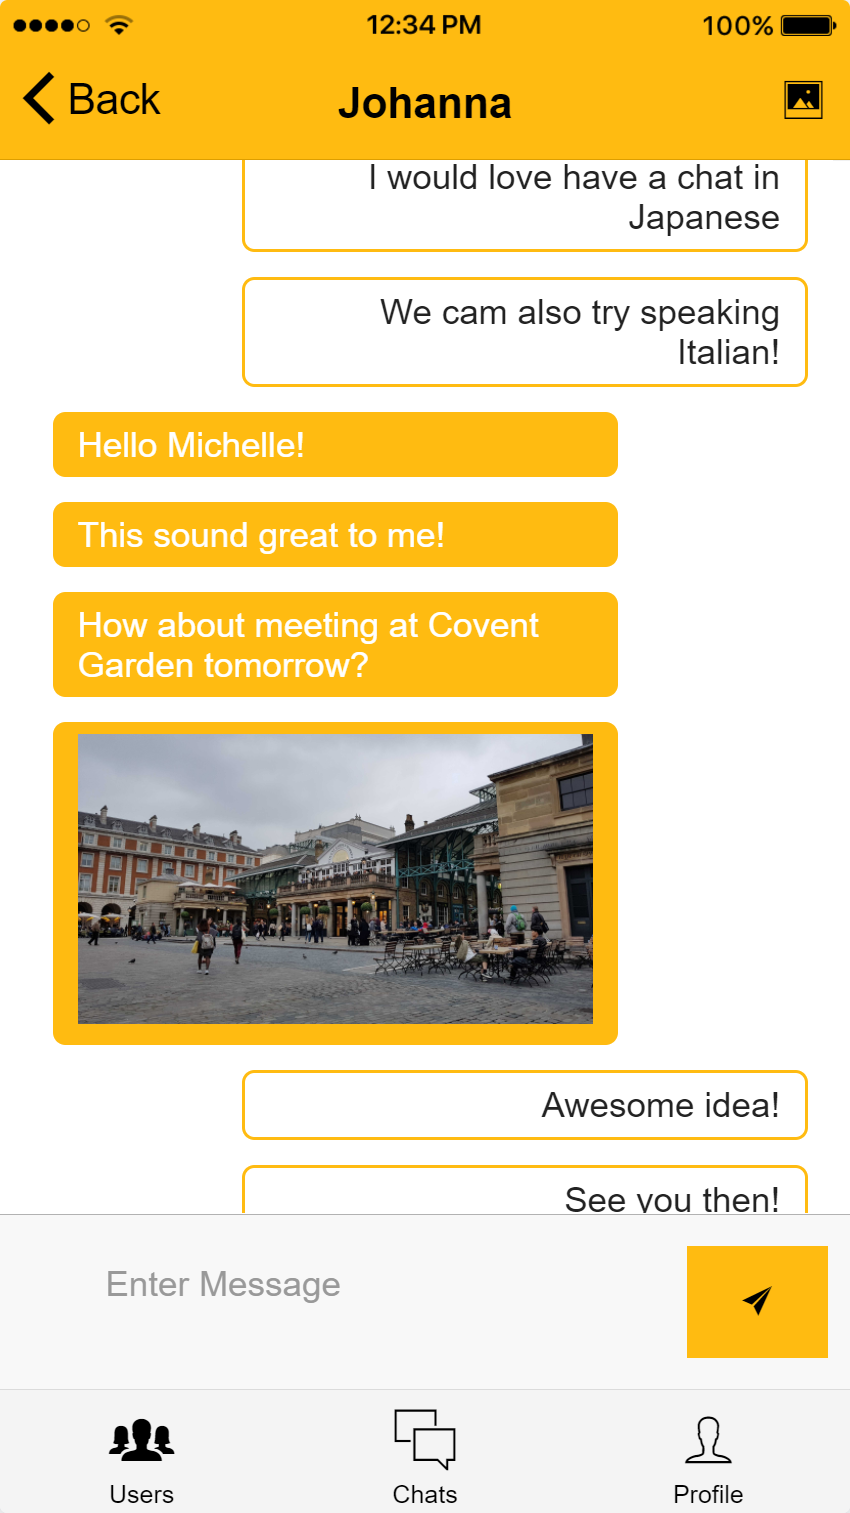 12:34 PM
100%
Back
Johanna
I would love have a chat in
Japanese
We cam also try speaking
Italian!
Hello Michelle!
This sound great to me!
How about meeting at Covent
Garden tomorrow?
Awesome idea!
See you then!
Enter Message
Users
Chats
Profile